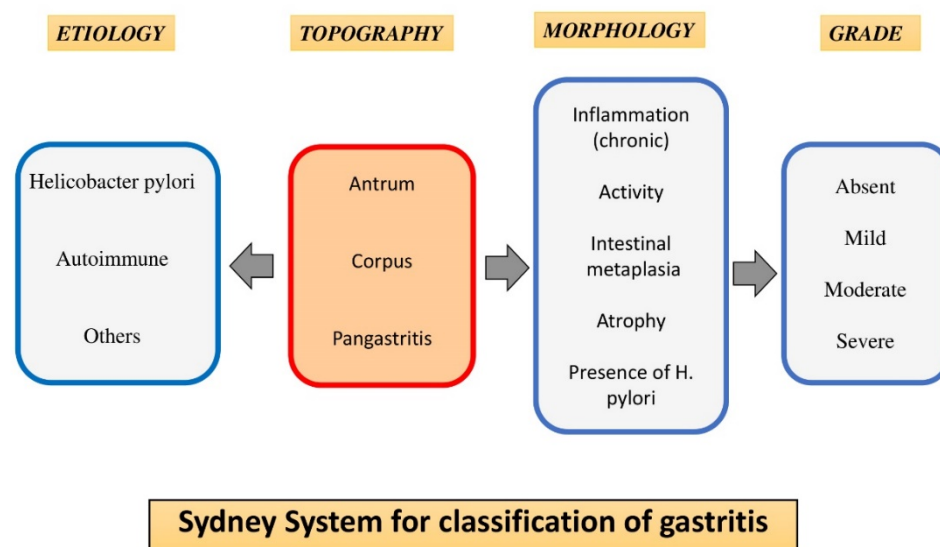 ETIOLOGY
TOPOGRAPHY
MORPHOLOGY
GRADE
Helicobacter pylori
Autoimmune
Others
Antrum
Corpus
Pangastritis
Inflammation
(chronic)
Activity
Intestinal
metaplasia
Atrophy
Presence of H.
pylori
Absent
Mild
Moderate
Severe
Sydney System for classification of gastritis